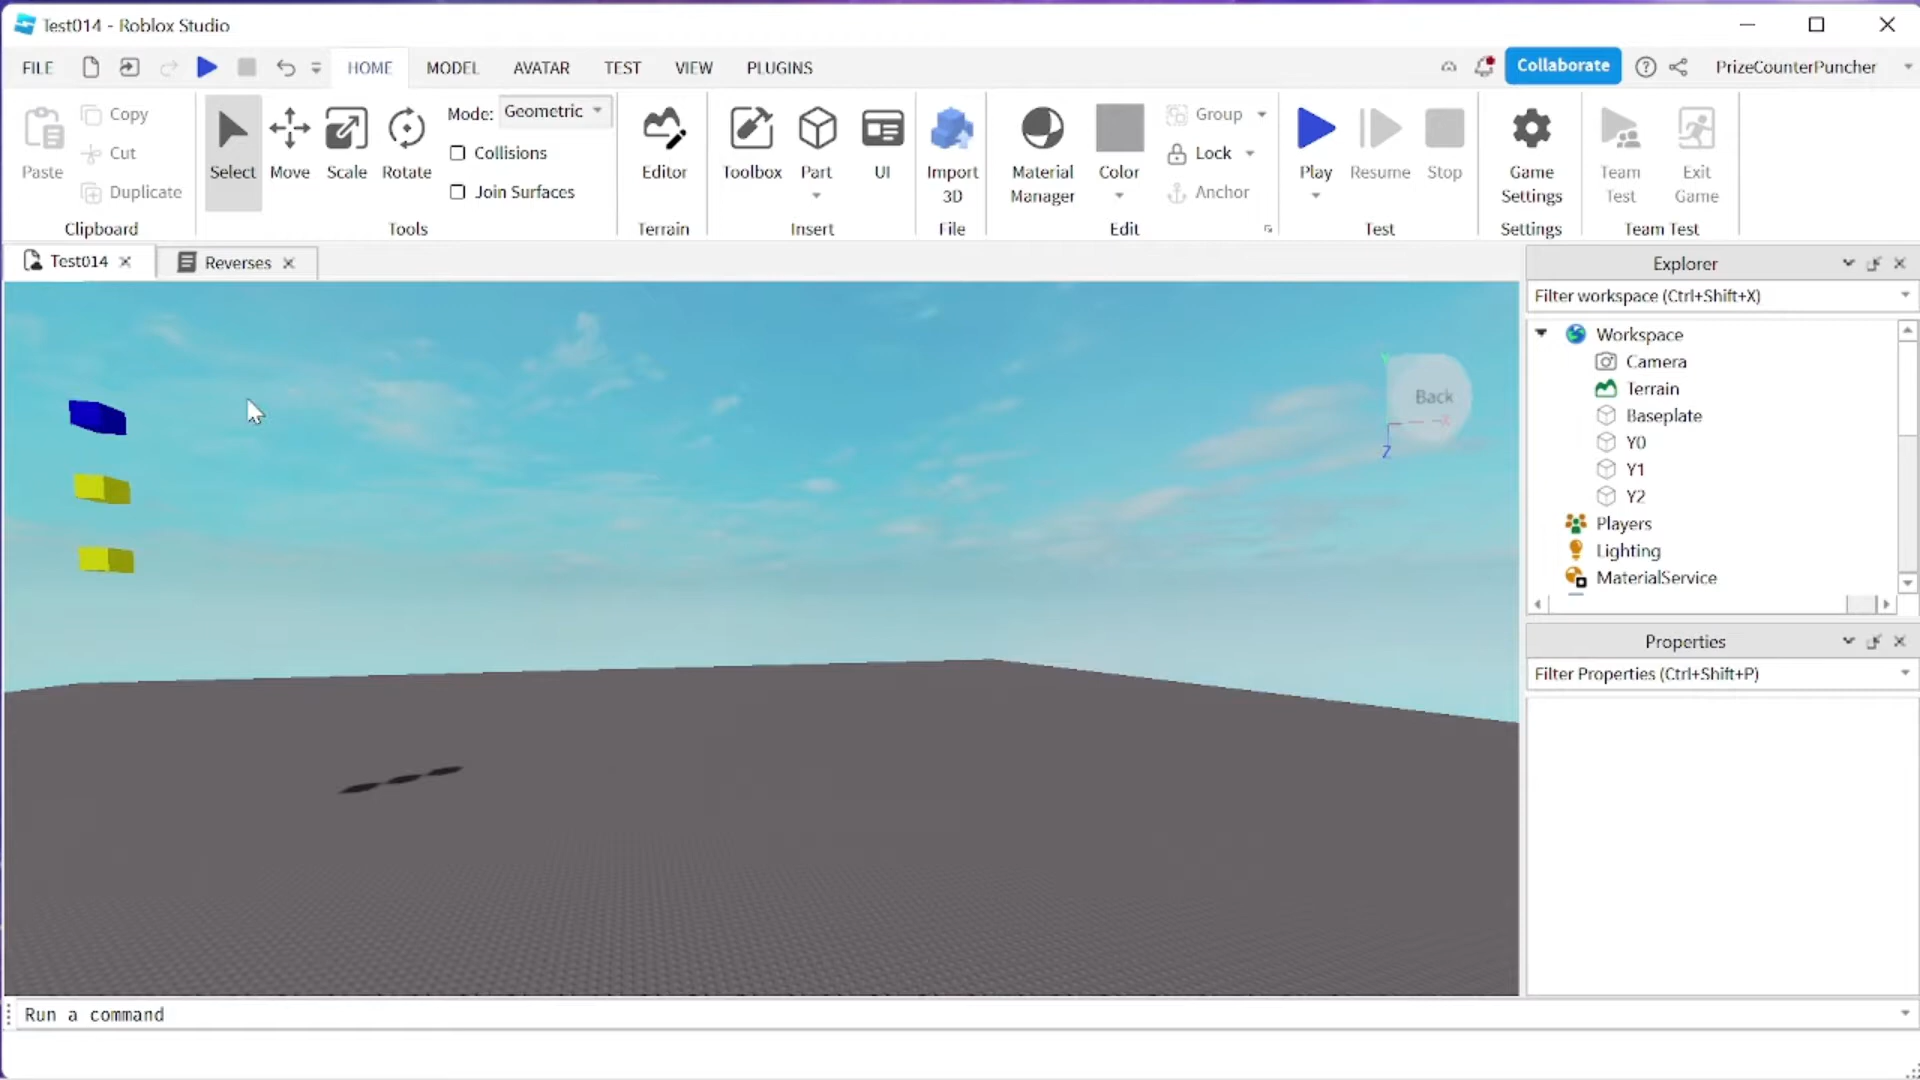 Test014 - Roblox Studio
FILE HOME MODEL AVATAR TEST VIEW PLUGINS Collaborate PrizeCounterPuncher
Paste Copy Cut Duplicate
Clipboard
Select Move Scale Rotate
Mode: Geometric
Collisions
Join Surfaces
Tools
Editor
Terrain
Toolbox Part UI
Insert
Import
3D
File
Material
Manager
Color
Group
Lock
Anchor
Edit
Play Resume Stop
Test
Game
Settings
Settings
Team
Test
Exit
Game
Team Test
Test014 Reverses
Back
Z
Explorer
Filter workspace (Ctrl+Shift+X)
Workspace
Camera
Terrain
Baseplate
Y0
Y1
Y2
Players
Lighting
MaterialService
Properties
Filter Properties (Ctrl+Shift+P)
Run a command